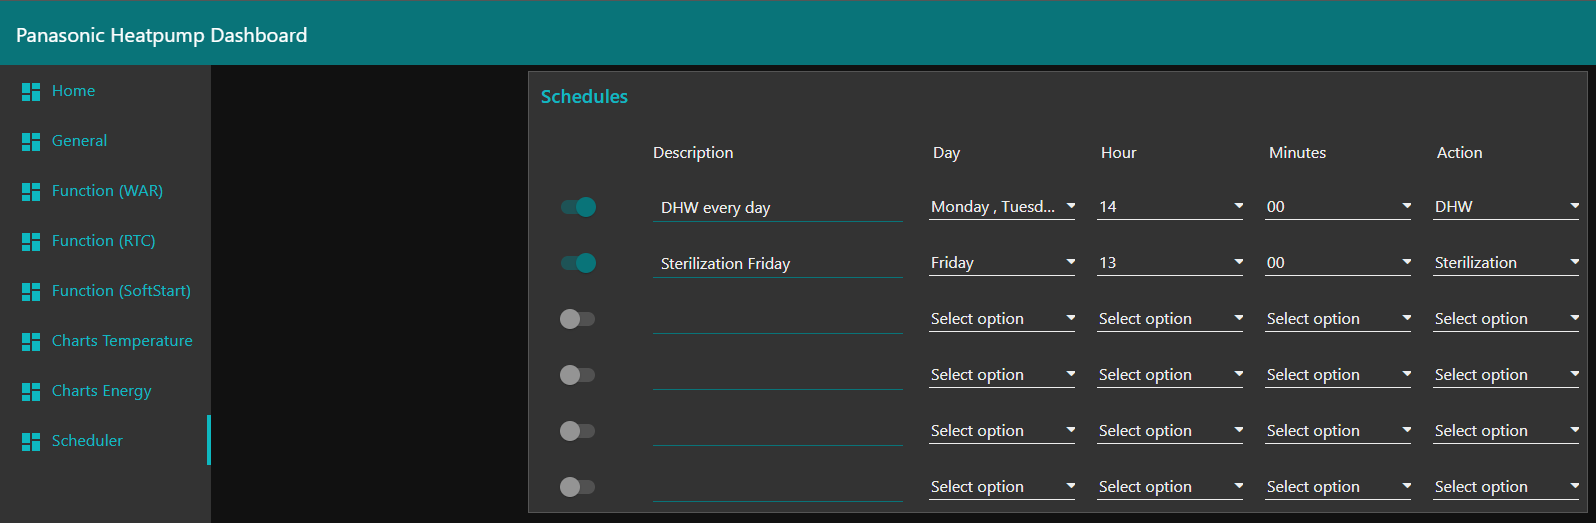 Panasonic Heatpump Dashboard
Home
General
Function (WAR)
Function (RTC)
Function (SoftStart)
Charts Temperature
Charts Energy
Scheduler
Schedules
Description Day Hour Minutes Action
DHW every day Monday , Tuesd... 14 00 DHW
Sterilization Friday Friday 13 00 Sterilization
Select option Select option Select option Select option
Select option Select option Select option Select option
Select option Select option Select option Select option
Select option Select option Select option Select option